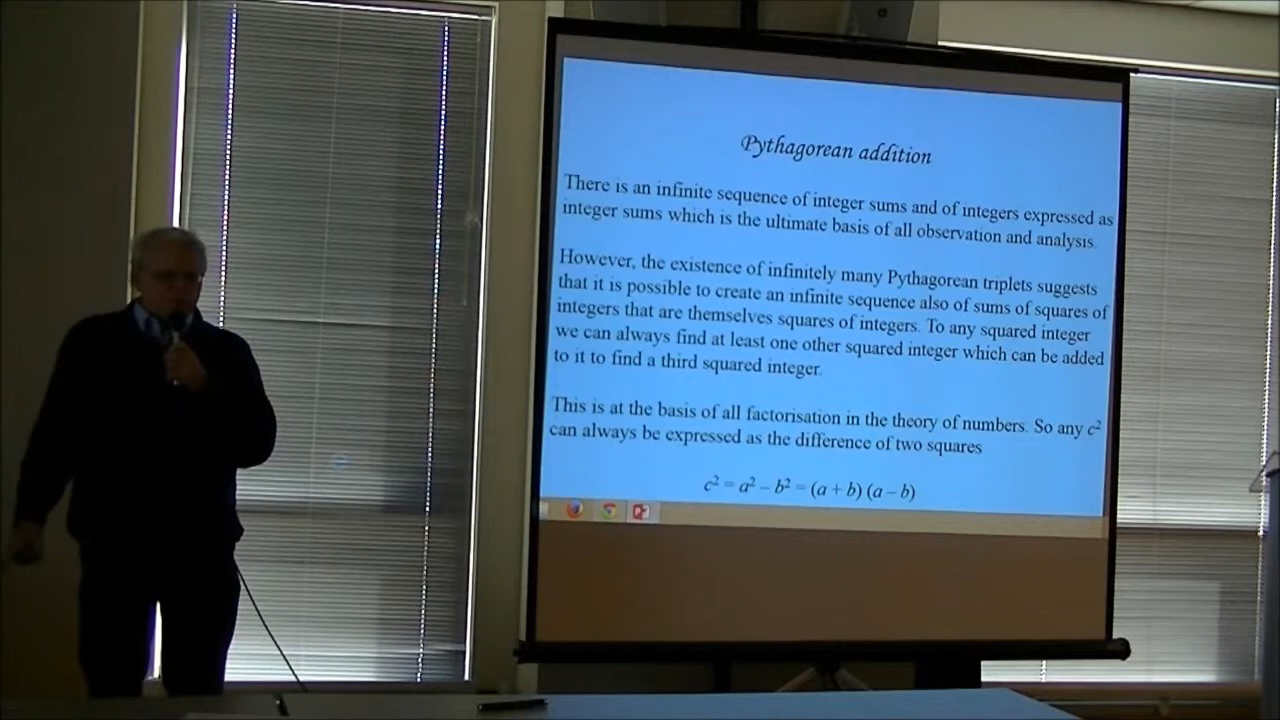 Pythagorean addition
There is an infinite sequence of integer sums and of integers expressed as
integer sums which is the ultimate basis of all observation and analysis.
However, the existence of infinitely many Pythagorean triplets suggests
that it is possible to create an infinite sequence also of sums of squares of
integers that are themselves squares of integers. To any squared integer
we can always find at least one other squared integer which can be added
to it to find a third squared integer.
This is at the basis of all factorisation in the theory of numbers. So any c²
can always be expressed as the difference of two squares
c² = a² – b² = (a + b) (a – b)